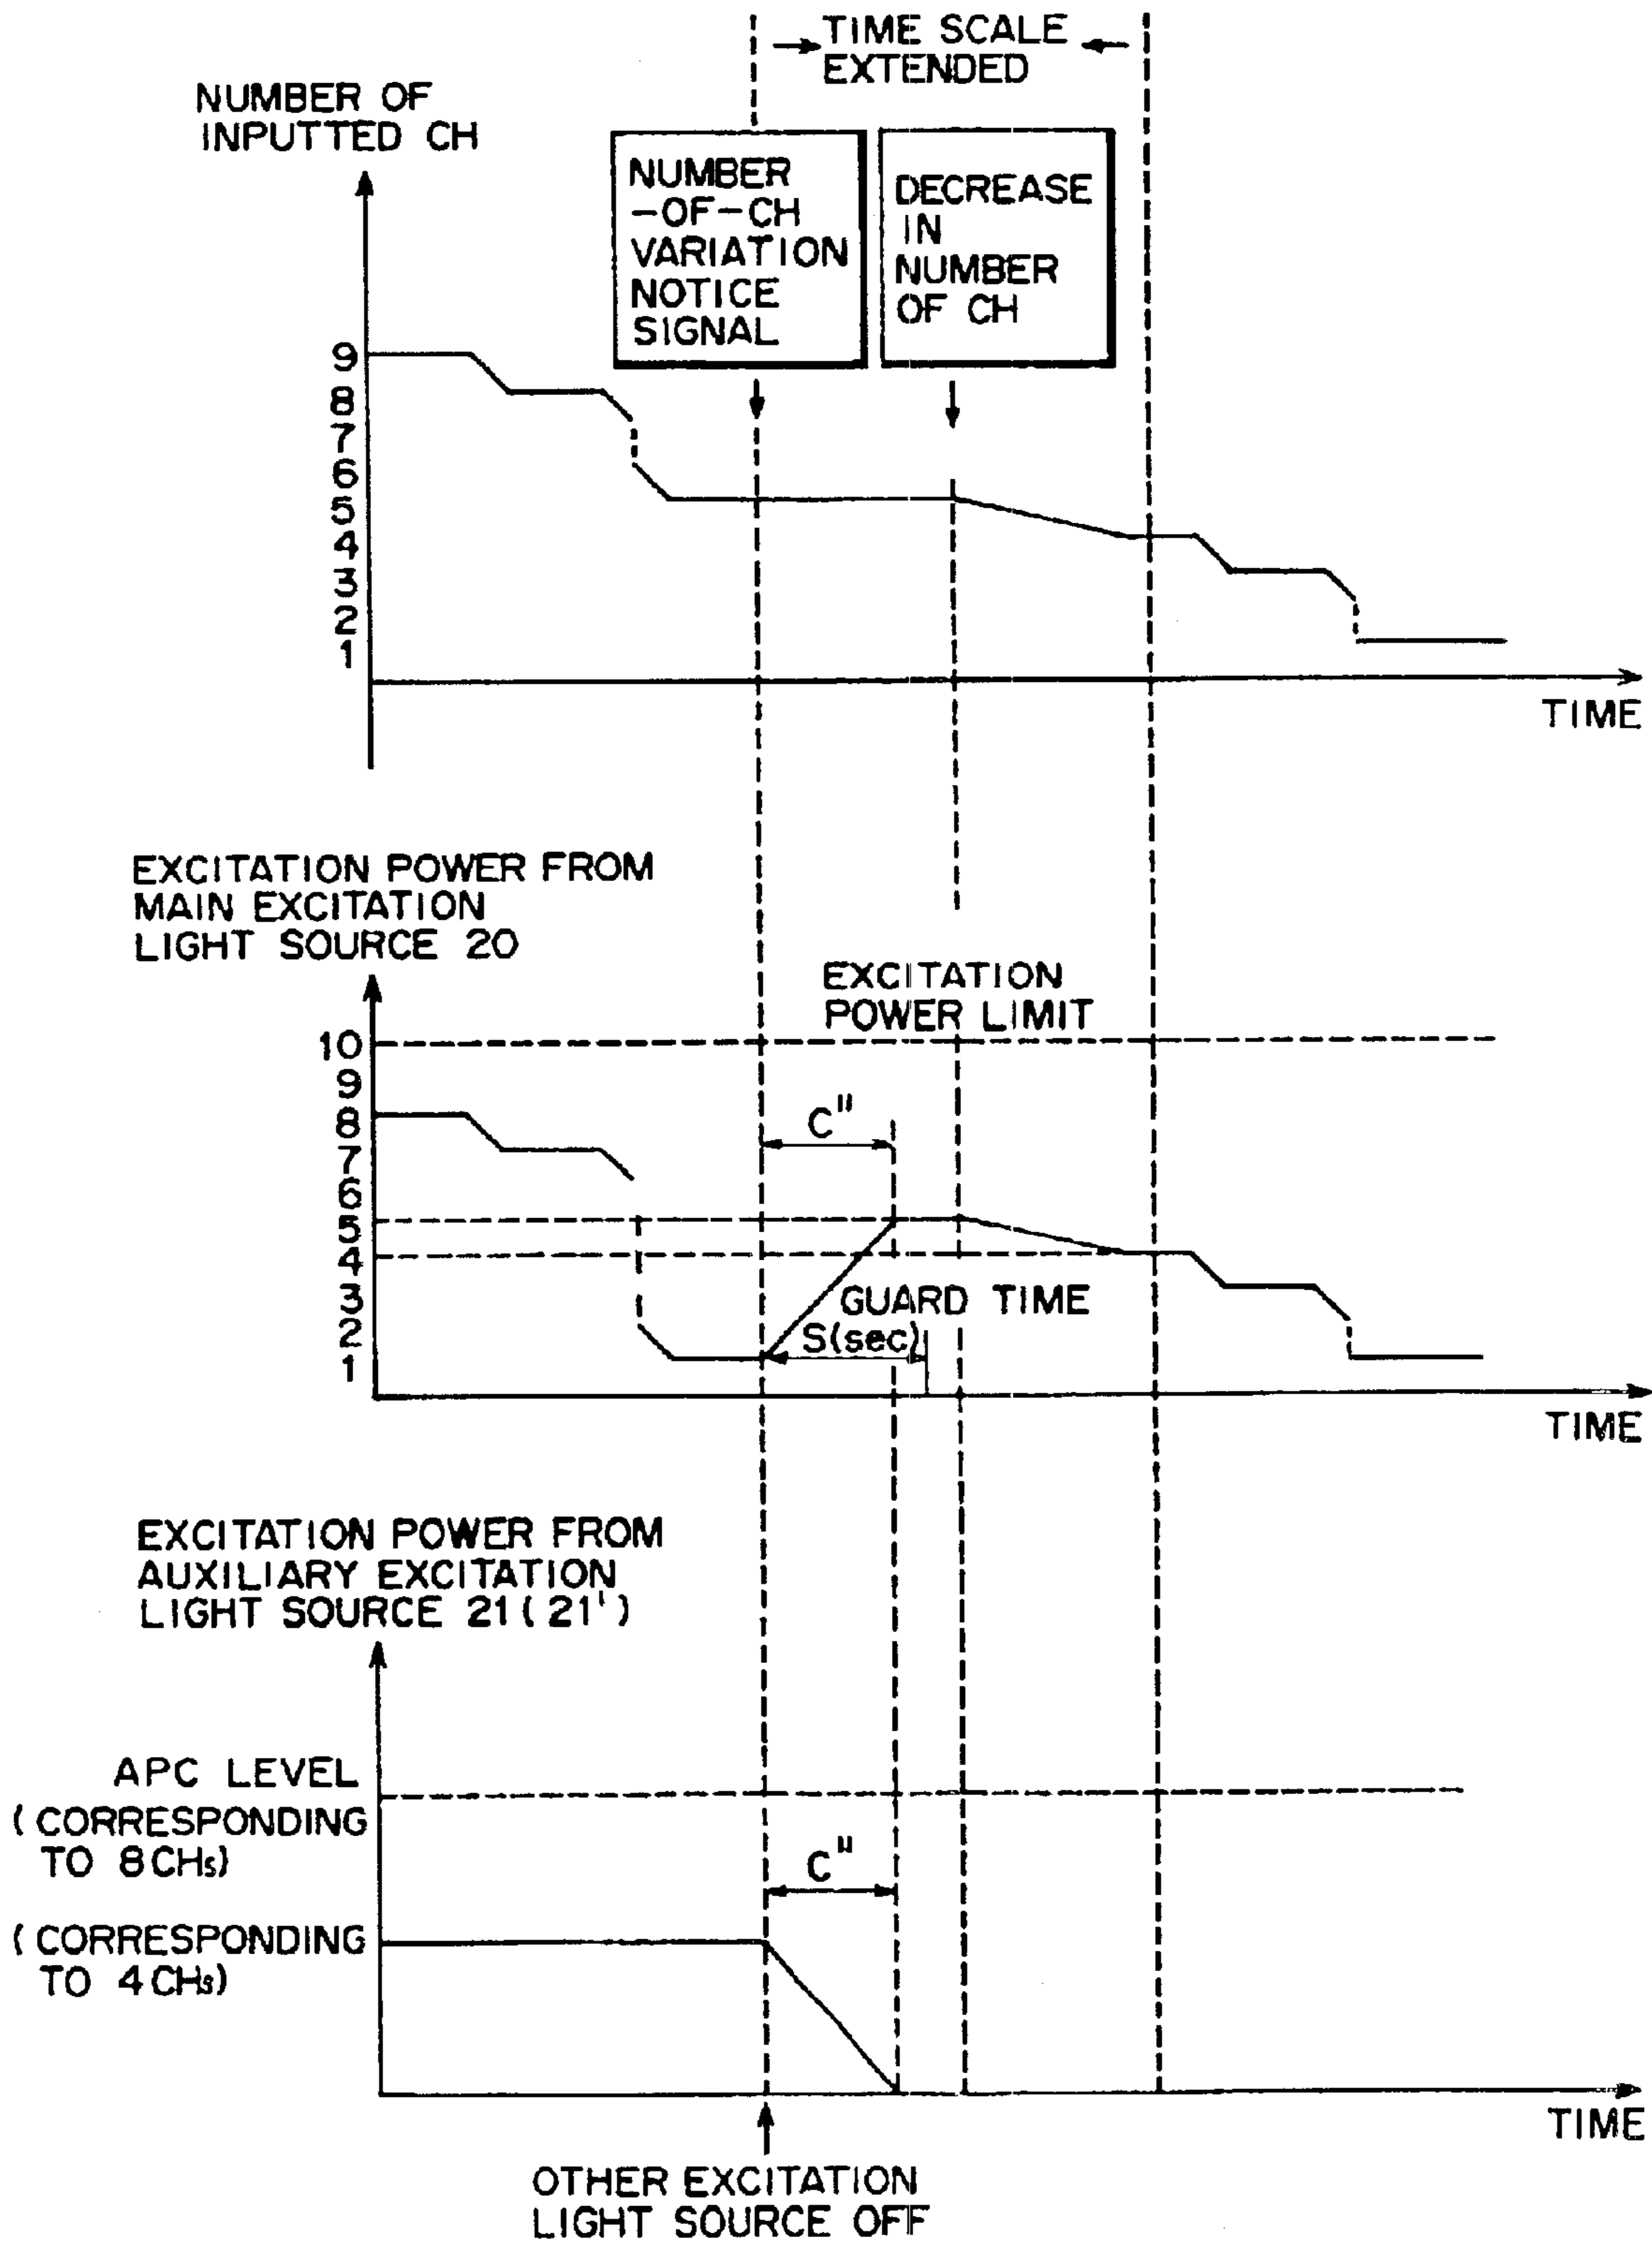 TIME SCALE
EXTENDED
NUMBER OF
INPUTTED CH
NUMBER
-OF-CH
VARIATION
NOTICE
SIGNAL
DECREASE
IN
NUMBER
OF CH
9
8
7
6
5
4
3
2
1
TIME
EXCITATION POWER FROM
MAIN EXCITATION
LIGHT SOURCE 20
EXCITATION
POWER LIMIT
10
9
8
7
6
5
4
3
2
1
C"
GUARD TIME
S(sec)
TIME
EXCITATION POWER FROM
AUXILIARY EXCITATION
LIGHT SOURCE 21(21')
APC LEVEL
(CORRESPONDING
TO 8CHs)
C"
(CORRESPONDING
TO 4CHs)
TIME
OTHER EXCITATION
LIGHT SOURCE OFF